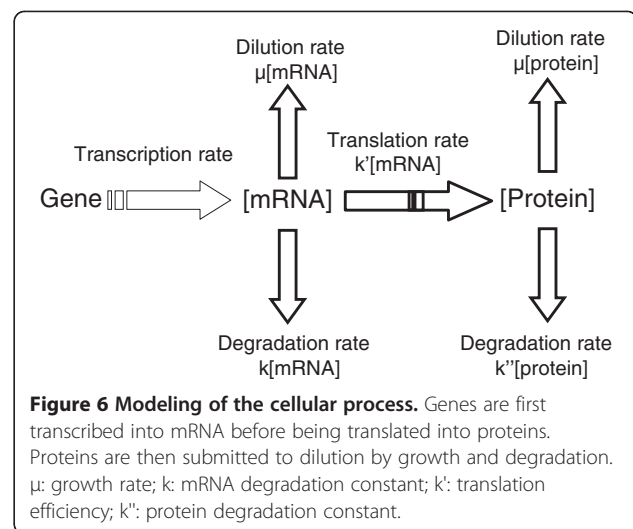 Dilution rate
μ[mRNA]
Dilution rate
μ[protein]
Transcription rate
Translation rate
k'[mRNA]
Gene
[mRNA]
[Protein]
Degradation rate
k[mRNA]
Degradation rate
k''[protein]
Figure 6 Modeling of the cellular process. Genes are first
transcribed into mRNA before being translated into proteins.
Proteins are then submitted to dilution by growth and degradation.
μ: growth rate; k: mRNA degradation constant; k': translation
efficiency; k'': protein degradation constant.